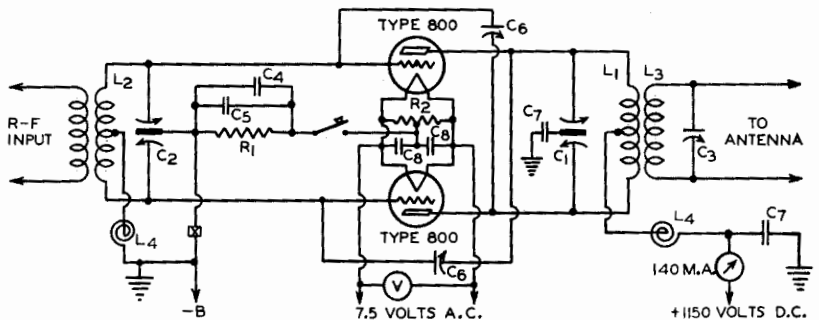 TYPE 800
C6
L2
C4
C5
R-F
INPUT
C2
R1
R2
C8
C8
C7
C1
L1
L3
C3
TO
ANTENNA
L4
TYPE 800
C6
L4
C7
140 M.A.
V
-B
7.5 VOLTS A.C.
+1150 VOLTS D.C.